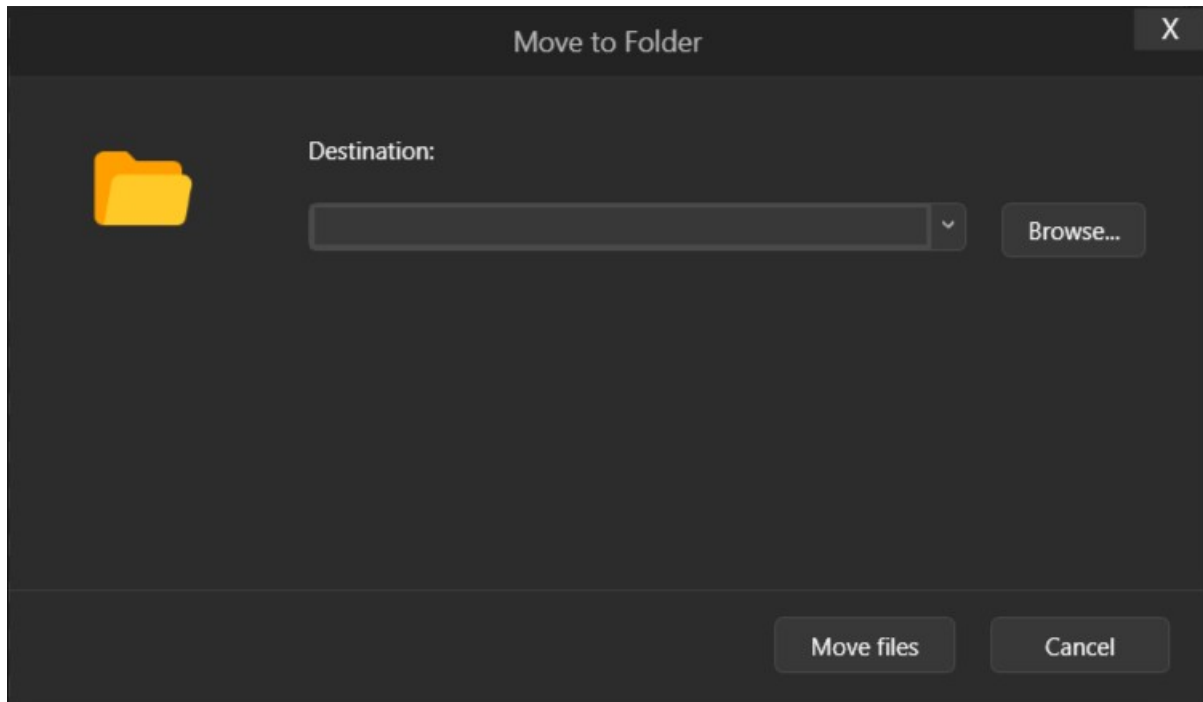 Move to Folder
X
Destination:
Browse...
Move files
Cancel